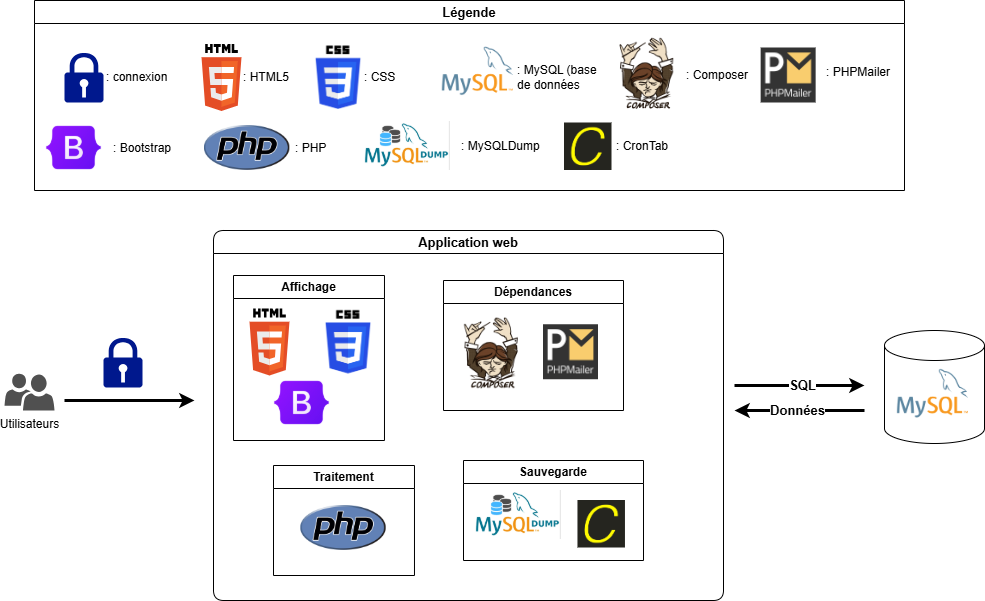 Légende
: connexion
HTML
5
: HTML5
CSS
3
: CSS
MySQL
: MySQL (base
de données
COMPOSER
: Composer
P
PHPMailer
: PHPMailer
B
: Bootstrap
php
: PHP
MySQLDUMP
: MySQLDump
C
: CronTab
Application web
Affichage
HTML
5
CSS
3
B
Dépendances
COMPOSER
P
PHPMailer
Utilisateurs
SQL
Données
MySQL
Traitement
php
Sauvegarde
MySQLDUMP
C